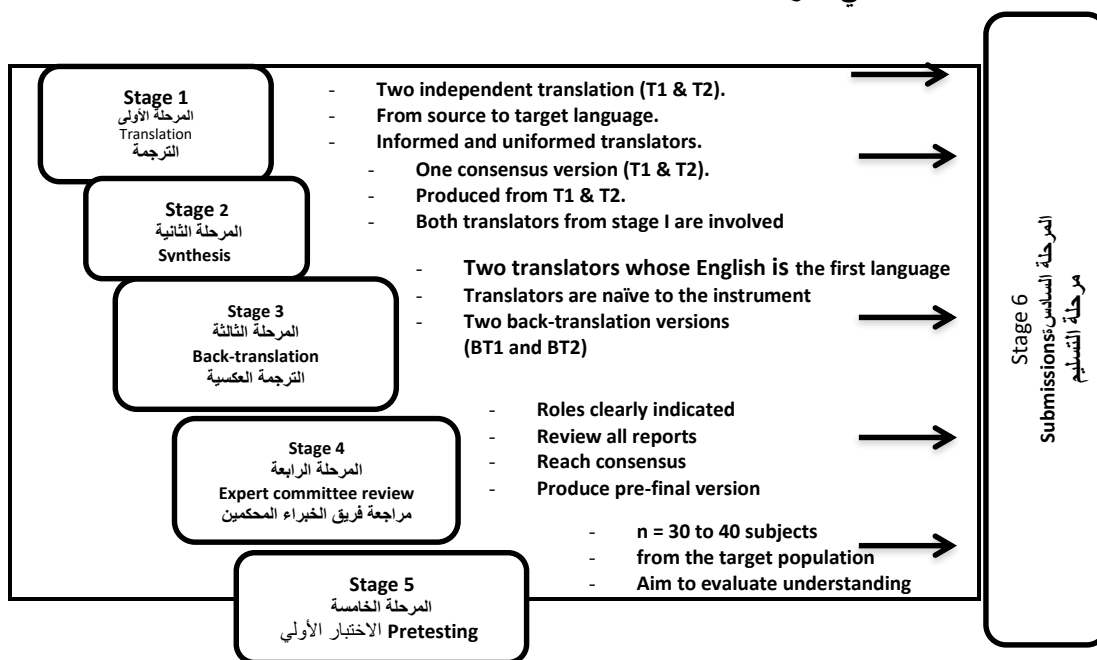 Stage 1
المرحلة الأولى
Translation
الترجمة
- Two independent translation (T1 & T2).
- From source to target language.
- Informed and uniformed translators.
Stage 2
المرحلة الثانية
Synthesis
- One consensus version (T1 & T2).
- Produced from T1 & T2.
- Both translators from stage I are involved
Stage 3
المرحلة الثالثة
Back-translation
الترجمة العكسية
- Two translators whose English is the first language
- Translators are naïve to the instrument
- Two back-translation versions
(BT1 and BT2)
Stage 4
المرحلة الرابعة
Expert committee review
مراجعة فريق الخبراء المحكمين
- Roles clearly indicated
- Review all reports
- Reach consensus
- Produce pre-final version
Stage 5
المرحلة الخامسة
الاختبار الأولي Pretesting
- n = 30 to 40 subjects
- from the target population
- Aim to evaluate understanding
Stage 6
المرحلة السادسة Submissions
مرحلة التسليم